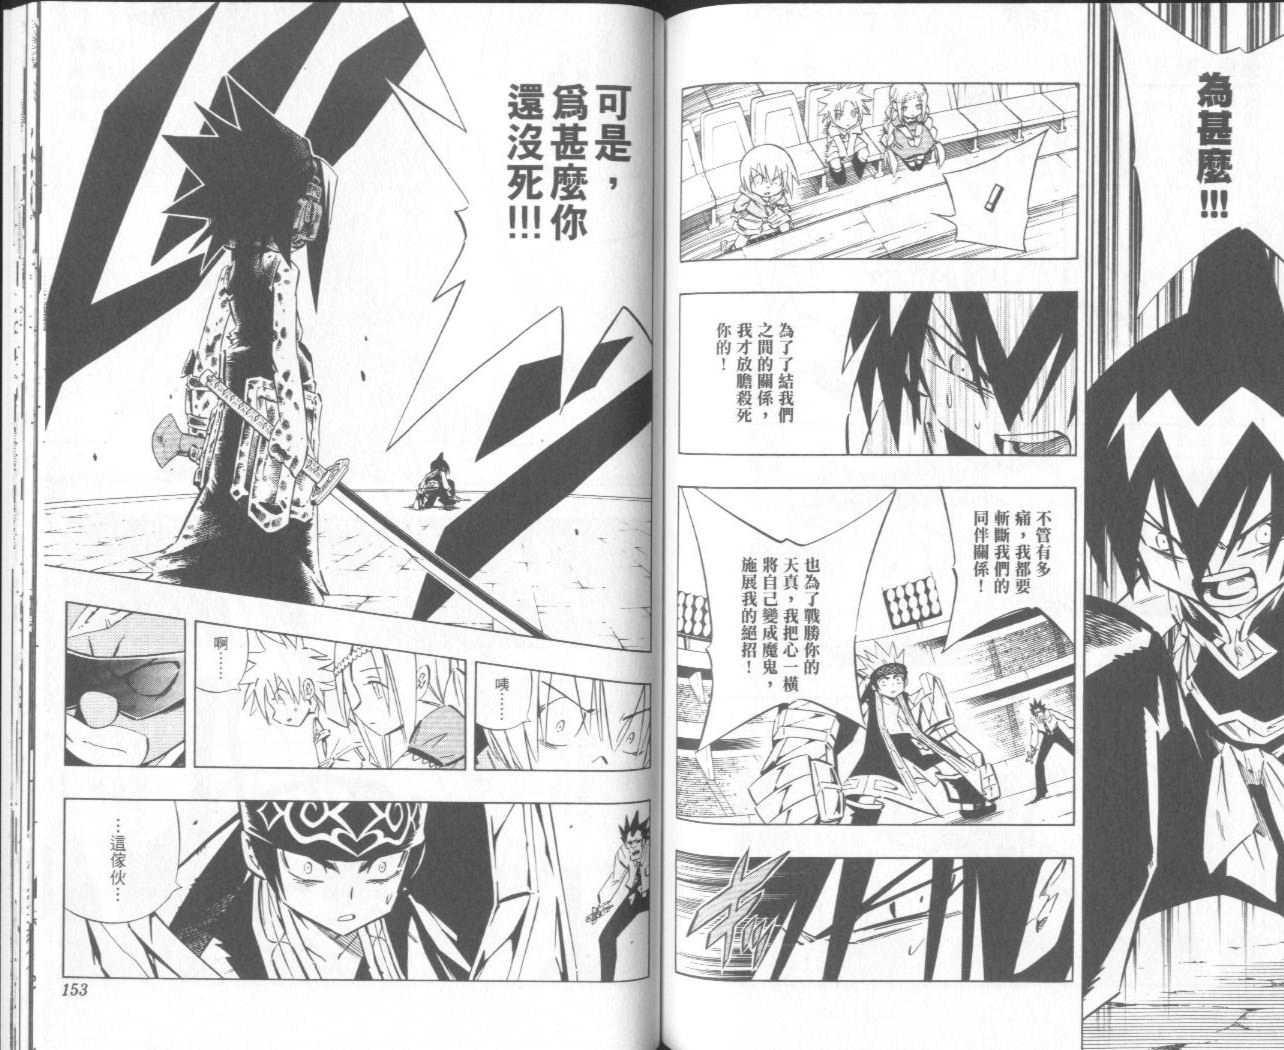 為甚麼!!!
！
為了了結我們
之間的關係，
我才放膽殺死
你的！
不管有多
痛，我都要
斬斷我們的
同伴關係！
也為了戰勝你的
天真，我把心一橫
將自己變成魔鬼，
施展我的絕招！
可是，
爲甚麼你
還沒死!!!
咦……
啊……
…這傢伙…
153